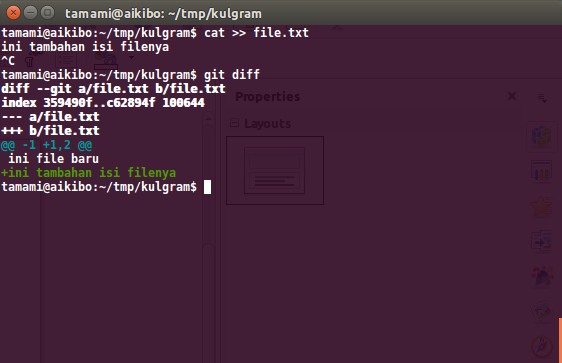 tamami@aikibo: ~/tmp/kulgram
tamami@aikibo:~/tmp/kulgram$ cat >> file.txt
ini tambahan isi filenya
^C
tamami@aikibo:~/tmp/kulgram$ git diff
diff --git a/file.txt b/file.txt
index 359490f..c62894f 100644
--- a/file.txt
+++ b/file.txt
@@ -1 +1,2 @@
 ini file baru
+ini tambahan isi filenya
tamami@aikibo:~/tmp/kulgram$
Properties
Layouts